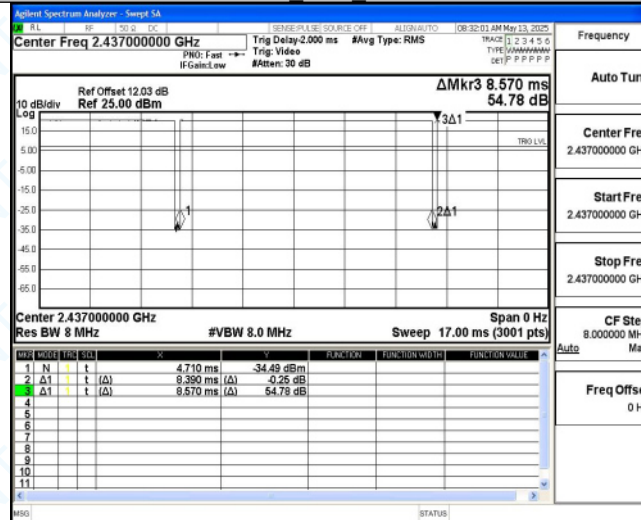 Agilent Spectrum Analyzer - Swept SA
RL RF 50 Ω DC SENSE:PULSE SOURCE OFF ALIGNAUTO 08:32:01 AM May 13, 2025
Center Freq 2.437000000 GHz
PNO: Fast
IFGain:Low
Trig Delay-2.000 ms
Trig: Video
#Atten: 30 dB
#Avg Type: RMS
TRACE 1 2 3 4 5 6
TYPE
DET P P P P P P
Frequency
Auto Tun
Center Fre
2.437000000 GH
Start Fre
2.437000000 GH
Stop Fre
2.437000000 GH
CF Ste
8.000000 MH
Auto Ma
Freq Offse
0 H
Ref Offset 12.03 dB
10 dB/div Ref 25.00 dBm
Log
ΔMkr3 8.570 ms
54.78 dB
15.0
5.00
-5.00
-15.0
-25.0
-35.0
-45.0
-55.0
-65.0
3Δ1
TRIG LVL
1
2Δ1
Center 2.437000000 GHz Span 0 Hz
Res BW 8 MHz #VBW 8.0 MHz Sweep 17.00 ms (3001 pts)
MKR MODE TRC SCL X Y FUNCTION FUNCTION WIDTH FUNCTION VALUE
1 N 1 t 4.710 ms -34.49 dBm
2 Δ1 1 t (Δ) 8.390 ms (Δ) -0.25 dB
3 Δ1 1 t (Δ) 8.570 ms (Δ) 54.78 dB
4
5
6
7
8
9
10
11
MSG STATUS